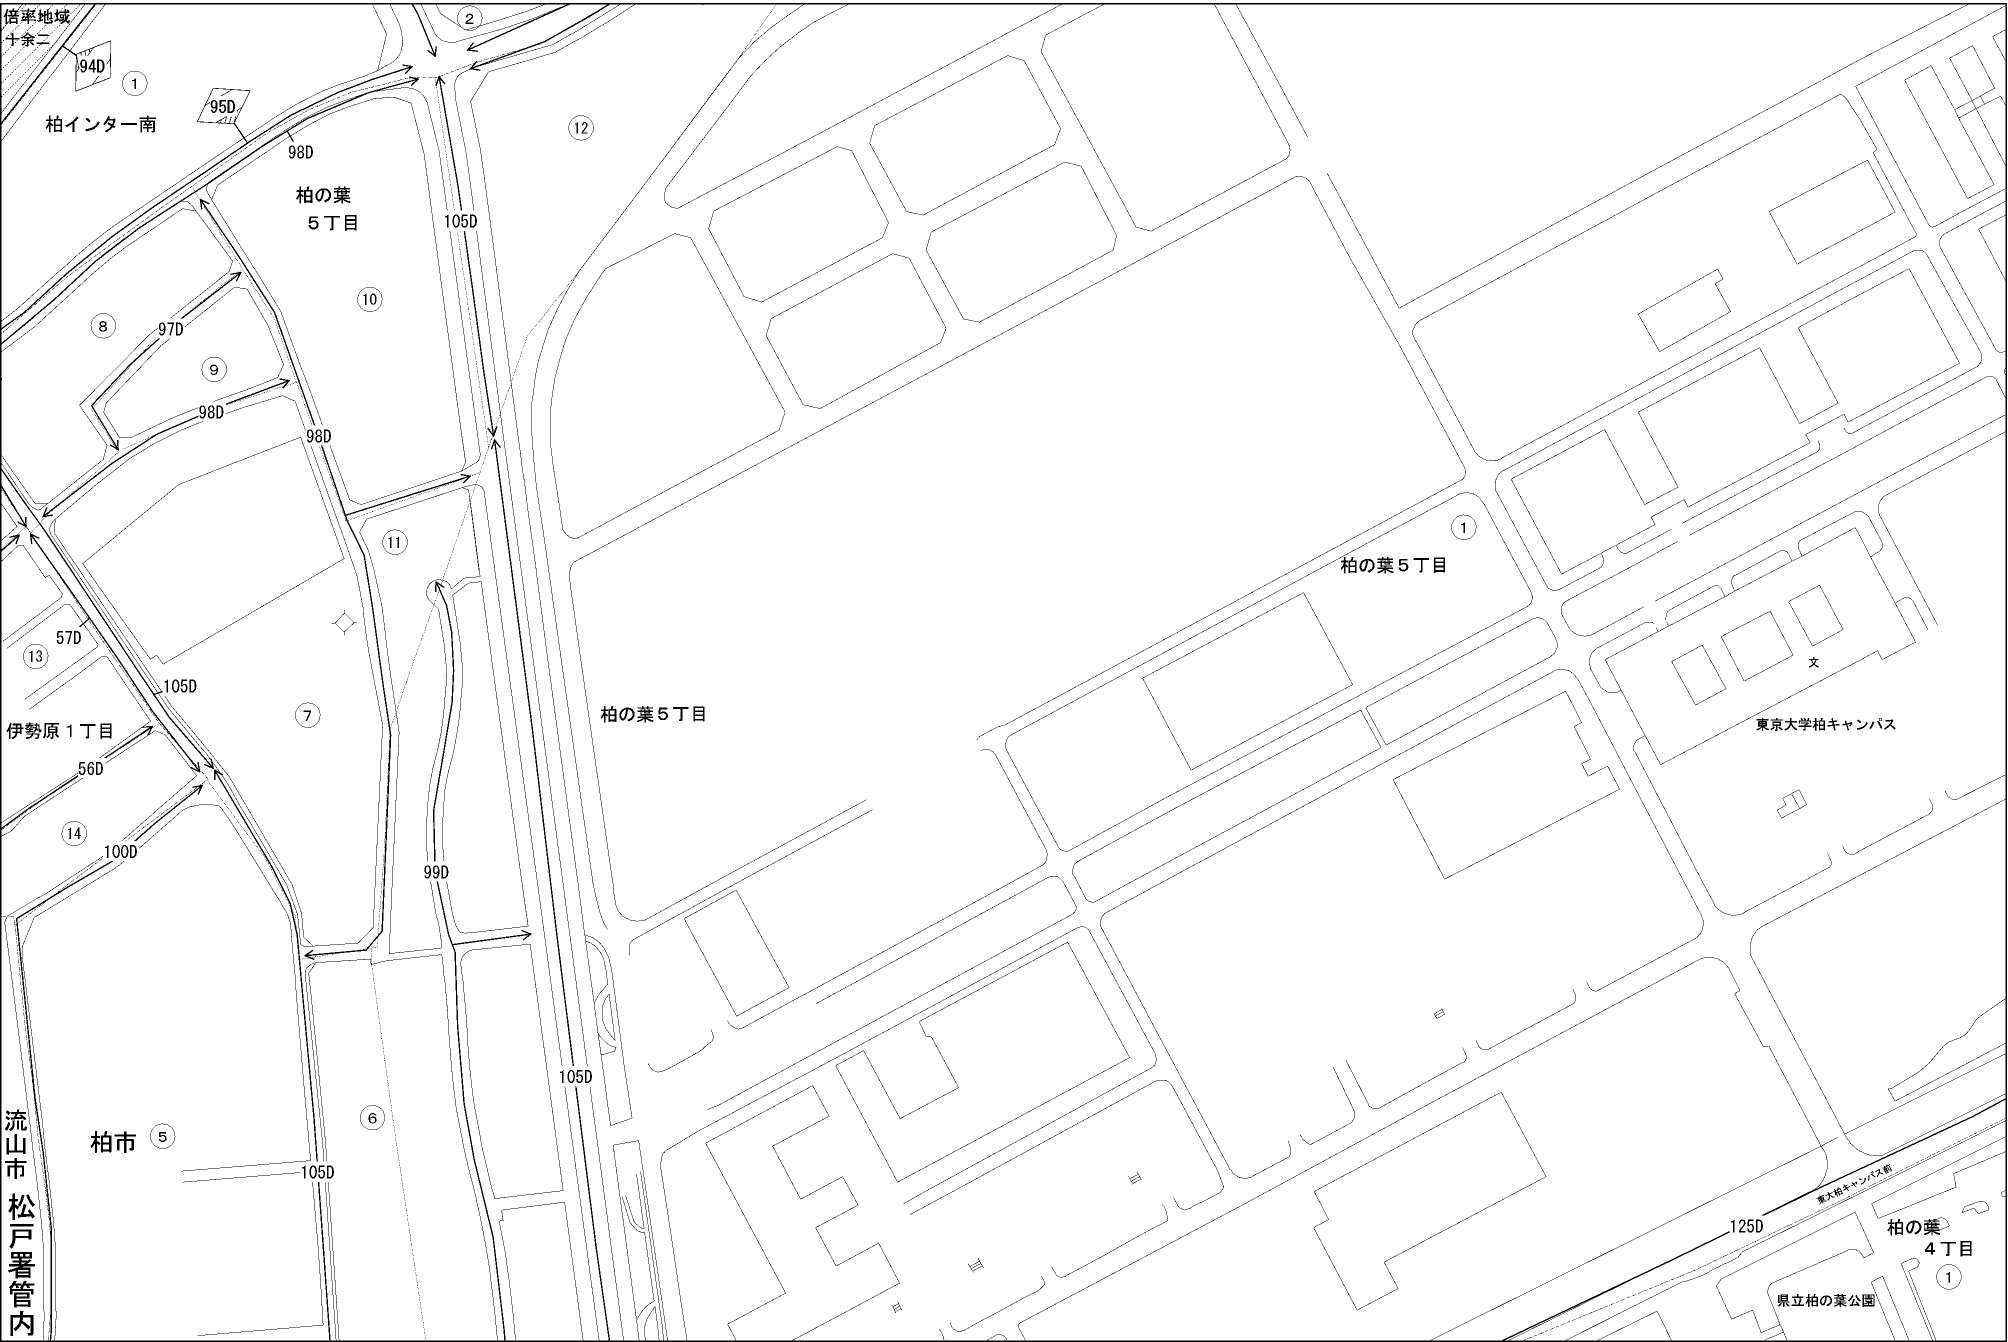 倍率地域
十余二
94D
①
②
95D
柏インター南
⑫
98D
柏の葉
５丁目
105D
⑩
⑧
97D
⑨
98D
98D
⑪
①
柏の葉５丁目
57D
⑬
105D
⑦
柏の葉５丁目
文
東京大学柏キャンパス
伊勢原１丁目
56D
⑭
100D
99D
105D
⑥
柏市
⑤
105D
流山市
松戸署管内
東大柏キャンパス前
125D
柏の葉
４丁目
①
県立柏の葉公園